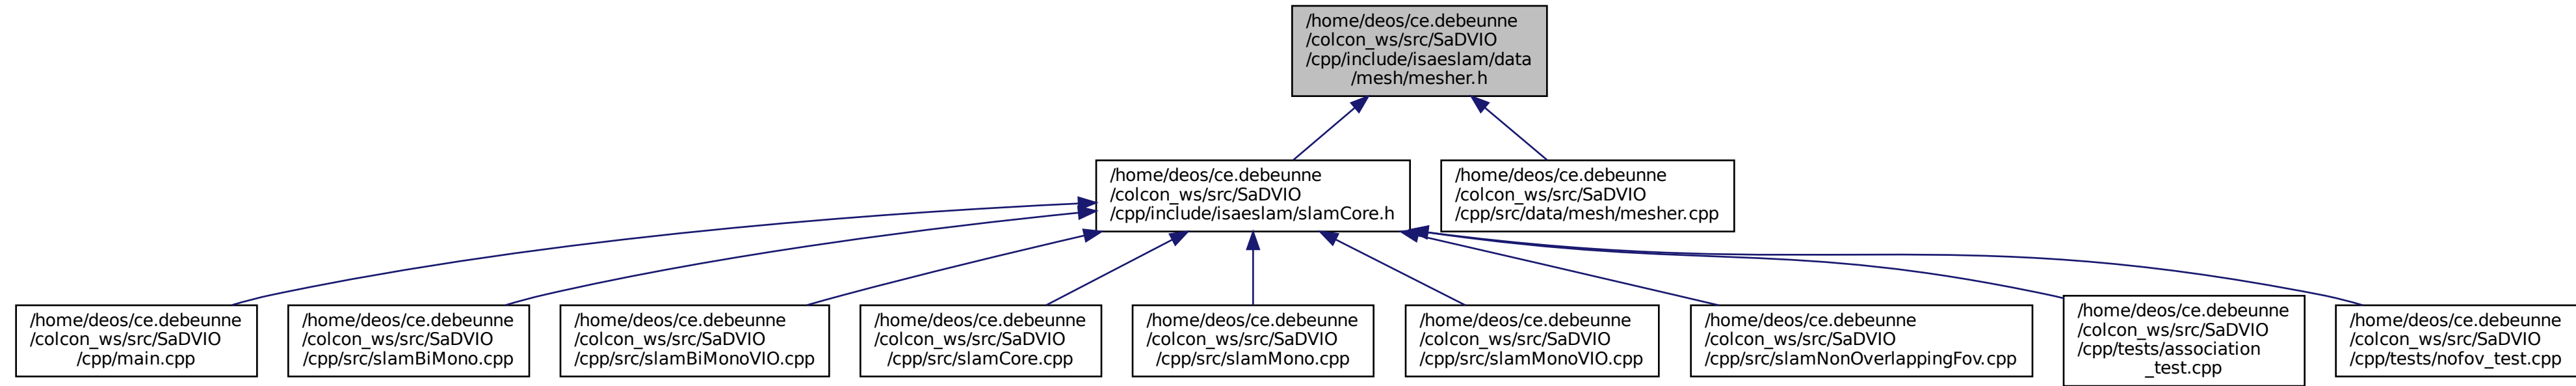 /home/deos/ce.debeunne
/colcon_ws/src/SaDVIO
/cpp/include/isaeslam/data
/mesh/mesher.h
/home/deos/ce.debeunne
/colcon_ws/src/SaDVIO
/cpp/include/isaeslam/slamCore.h
/home/deos/ce.debeunne
/colcon_ws/src/SaDVIO
/cpp/src/data/mesh/mesher.cpp
/home/deos/ce.debeunne
/colcon_ws/src/SaDVIO
/cpp/main.cpp
/home/deos/ce.debeunne
/colcon_ws/src/SaDVIO
/cpp/src/slamBiMono.cpp
/home/deos/ce.debeunne
/colcon_ws/src/SaDVIO
/cpp/src/slamBiMonoVIO.cpp
/home/deos/ce.debeunne
/colcon_ws/src/SaDVIO
/cpp/src/slamCore.cpp
/home/deos/ce.debeunne
/colcon_ws/src/SaDVIO
/cpp/src/slamMono.cpp
/home/deos/ce.debeunne
/colcon_ws/src/SaDVIO
/cpp/src/slamMonoVIO.cpp
/home/deos/ce.debeunne
/colcon_ws/src/SaDVIO
/cpp/src/slamNonOverlappingFov.cpp
/home/deos/ce.debeunne
/colcon_ws/src/SaDVIO
/cpp/tests/association
_test.cpp
/home/deos/ce.debeunne
/colcon_ws/src/SaDVIO
/cpp/tests/nofov_test.cpp